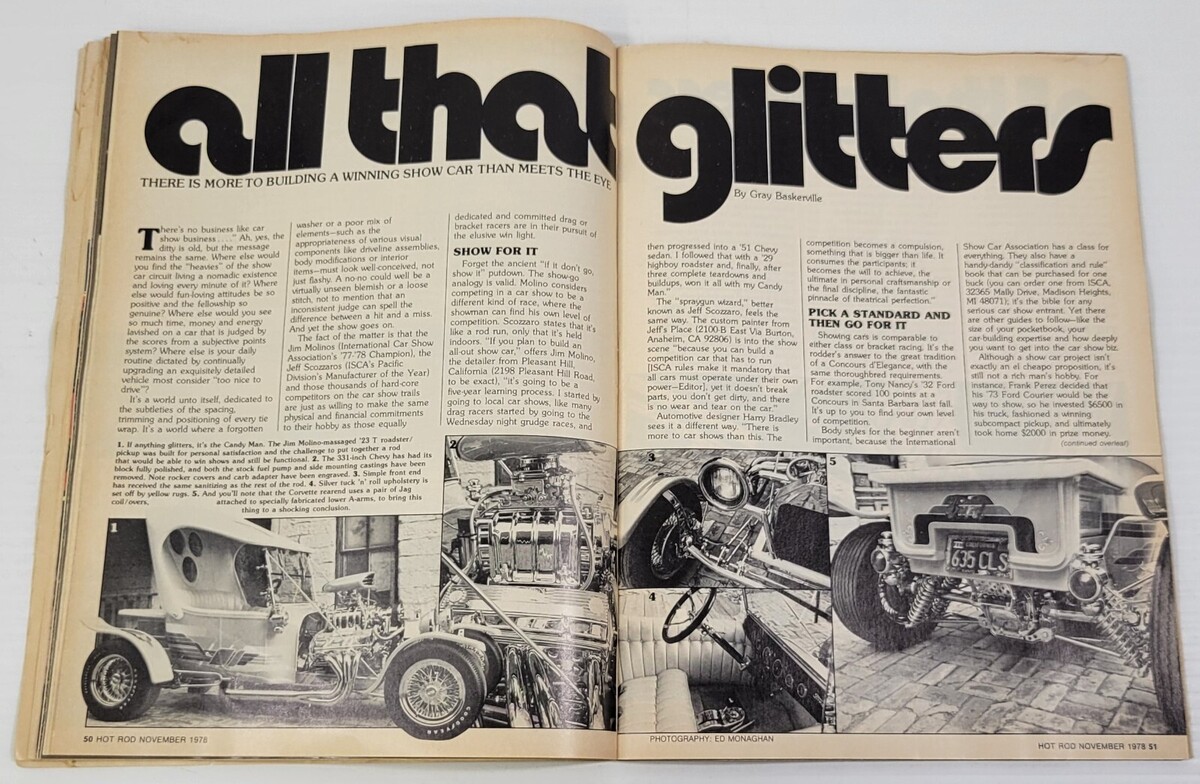 all that glitters
THERE IS MORE TO BUILDING A WINNING SHOW CAR THAN MEETS THE EYE
By Gray Baskerville
There's no business like car
show business . . . ." Ah, yes, the
ditty is old, but the message
remains the same. Where else would
you find the "heavies" of the show
car circuit living a nomadic existence
and loving every minute of it? Where
else would fun-loving attitudes be so
positive and the fellowship so
genuine? Where else would you see
so much time, money and energy
lavished on a car that is judged by
the scores from a subjective points
system? Where else is your daily
routine dictated by continually
upgrading an exquisitely detailed
vehicle most consider "too nice to
drive"?
It's a world unto itself, dedicated to
the subtleties of the spacing,
trimming and positioning of every tie
wrap. It's a world where a forgotten
washer or a poor mix of
elements—such as the
appropriateness of various visual
components like driveline assemblies,
body modifications or interior
items—must look well-conceived, not
just flashy. A no-no could well be a
virtually unseen blemish or a loose
stitch, not to mention that an
inconsistent judge can spell the
difference between a hit and a miss.
And yet the show goes on.
The fact of the matter is that the
Jim Molinos (International Car Show
Association's '77-'78 Champion), the
Jeff Scozzaros (ISCA's Pacific
Division's Manufacturer of the Year)
and those thousands of hard-core
competitors on the car show trails
are just as willing to make the same
physical and financial commitments
to their hobby as those equally
dedicated and committed drag or
bracket racers are in their pursuit of
the elusive win light.
SHOW FOR IT
Forget the ancient "If it don't go,
show it" putdown. The show-go
analogy is valid. Molino considers
competing in a car show to be a
different kind of race, where the
showman can find his own level of
competition. Scozzaro states that it's
like a rod run, only that it's held
indoors. "If you plan to build an
all-out show car," offers Jim Molino,
the detailer from Pleasant Hill,
California (2198 Pleasant Hill Road,
to be exact), "it's going to be a
five-year learning process. I started by
going to local car shows, like many
drag racers started by going to the
Wednesday night grudge races, and
then progressed into a '51 Chevy
sedan. I followed that with a '29
highboy roadster and, finally, after
three complete teardowns and
buildups, won it all with my Candy
Man."
The "spraygun wizard," better
known as Jeff Scozzaro, feels the
same way. The custom painter from
Jeff's Place (2100-B East Via Burton,
Anaheim, CA 92806) is into the show
scene "because you can build a
competition car that has to run
[ISCA rules make it mandatory that
all cars must operate under their own
power—Editor], yet it doesn't break
parts, you don't get dirty, and there
is no wear and tear on the car."
Automotive designer Harry Bradley
sees it a different way. "There is
more to car shows than this. The
competition becomes a compulsion,
something that is bigger than life. It
consumes the participants; it
becomes the will to achieve, the
ultimate in personal craftsmanship or
the final discipline, the fantastic
pinnacle of theatrical perfection."
PICK A STANDARD AND
THEN GO FOR IT
Showing cars is comparable to
either class or bracket racing. It's the
rodder's answer to the great tradition
of a Concours d'Elegance, with the
same thoroughbred requirements.
For example, Tony Nancy's '32 Ford
roadster scored 100 points at a
Concours in Santa Barbara last fall.
It's up to you to find your own level
of competition.
Body styles for the beginner aren't
important, because the International
Show Car Association has a class for
everything. They also have a
handy-dandy "classification and rule"
book that can be purchased for one
buck (you can order one from ISCA,
32365 Mally Drive, Madison Heights,
MI 48071); it's the bible for any
serious car show entrant. Yet there
are other guides to follow—like the
size of your pocketbook, your
car-building expertise and how deeply
you want to get into the car show biz.
Although a show car project isn't
exactly an el cheapo proposition, it's
still not a rich man's hobby. For
instance, Frank Perez decided that
his '73 Ford Courier would be the
way to show, so he invested $6500 in
his truck, fashioned a winning
subcompact pickup, and ultimately
took home $2000 in prize money.
(continued overleaf)
1. If anything glitters, it's the Candy Man. The Jim Molino-massaged '23 T roadster/
pickup was built for personal satisfaction and the challenge to put together a rod
that would be able to win shows and still be functional. 2. The 331-inch Chevy has had its
block fully polished, and both the stock fuel pump and side mounting castings have been
removed. Note rocker covers and carb adapter have been engraved. 3. Simple front end
has received the same sanitizing as the rest of the rod. 4. Silver tuck 'n' roll upholstery is
set off by yellow rugs. 5. And you'll note that the Corvette rearend uses a pair of Jag
coil/overs, attached to specially fabricated lower A-arms, to bring this
thing to a shocking conclusion.
1
2
3
4
5
635 CLS
50 HOT ROD NOVEMBER 1978
PHOTOGRAPHY: ED MONAGHAN
HOT ROD NOVEMBER 1978 51